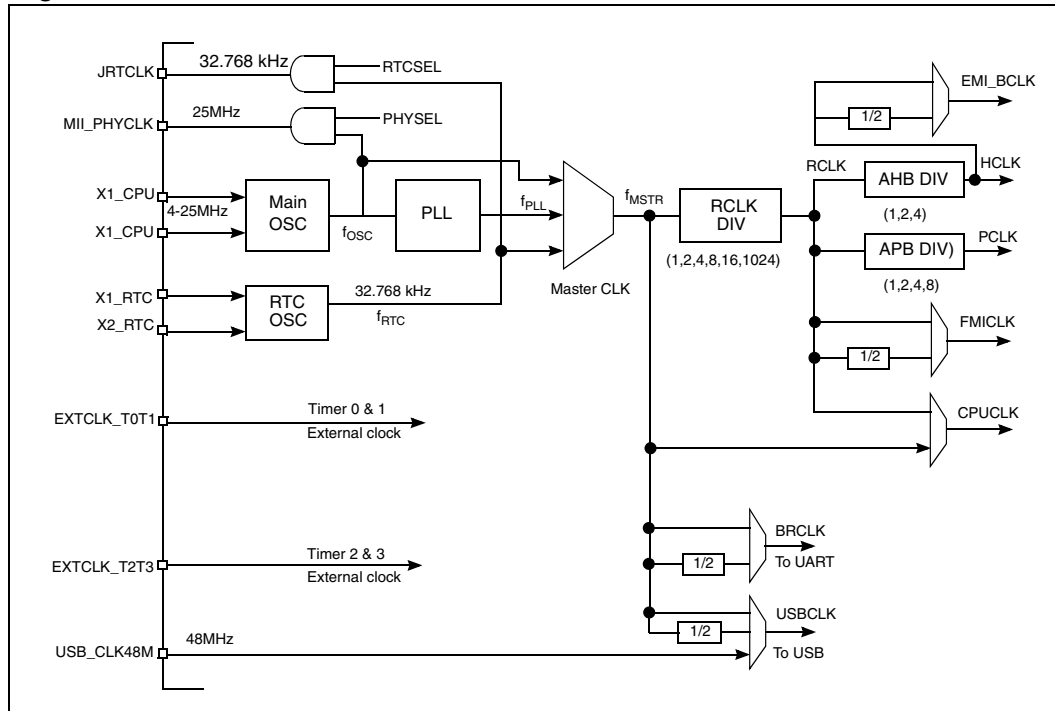 JRTCLK
32.768 kHz
RTCSEL
MII_PHYCLK
25MHz
PHYSEL
X1_CPU
4-25MHz
X1_CPU
Main
OSC
fOSC
PLL
fPLL
Master CLK
fMSTR
RCLK
DIV
(1,2,4,8,16,1024)
RCLK
AHB DIV
(1,2,4)
HCLK
1/2
EMI_BCLK
APB DIV)
(1,2,4,8)
PCLK
1/2
FMICLK
CPUCLK
X1_RTC
X2_RTC
RTC
OSC
32.768 kHz
fRTC
EXTCLK_T0T1
Timer 0 & 1
External clock
EXTCLK_T2T3
Timer 2 & 3
External clock
1/2
BRCLK
To UART
1/2
USBCLK
To USB
USB_CLK48M
48MHz